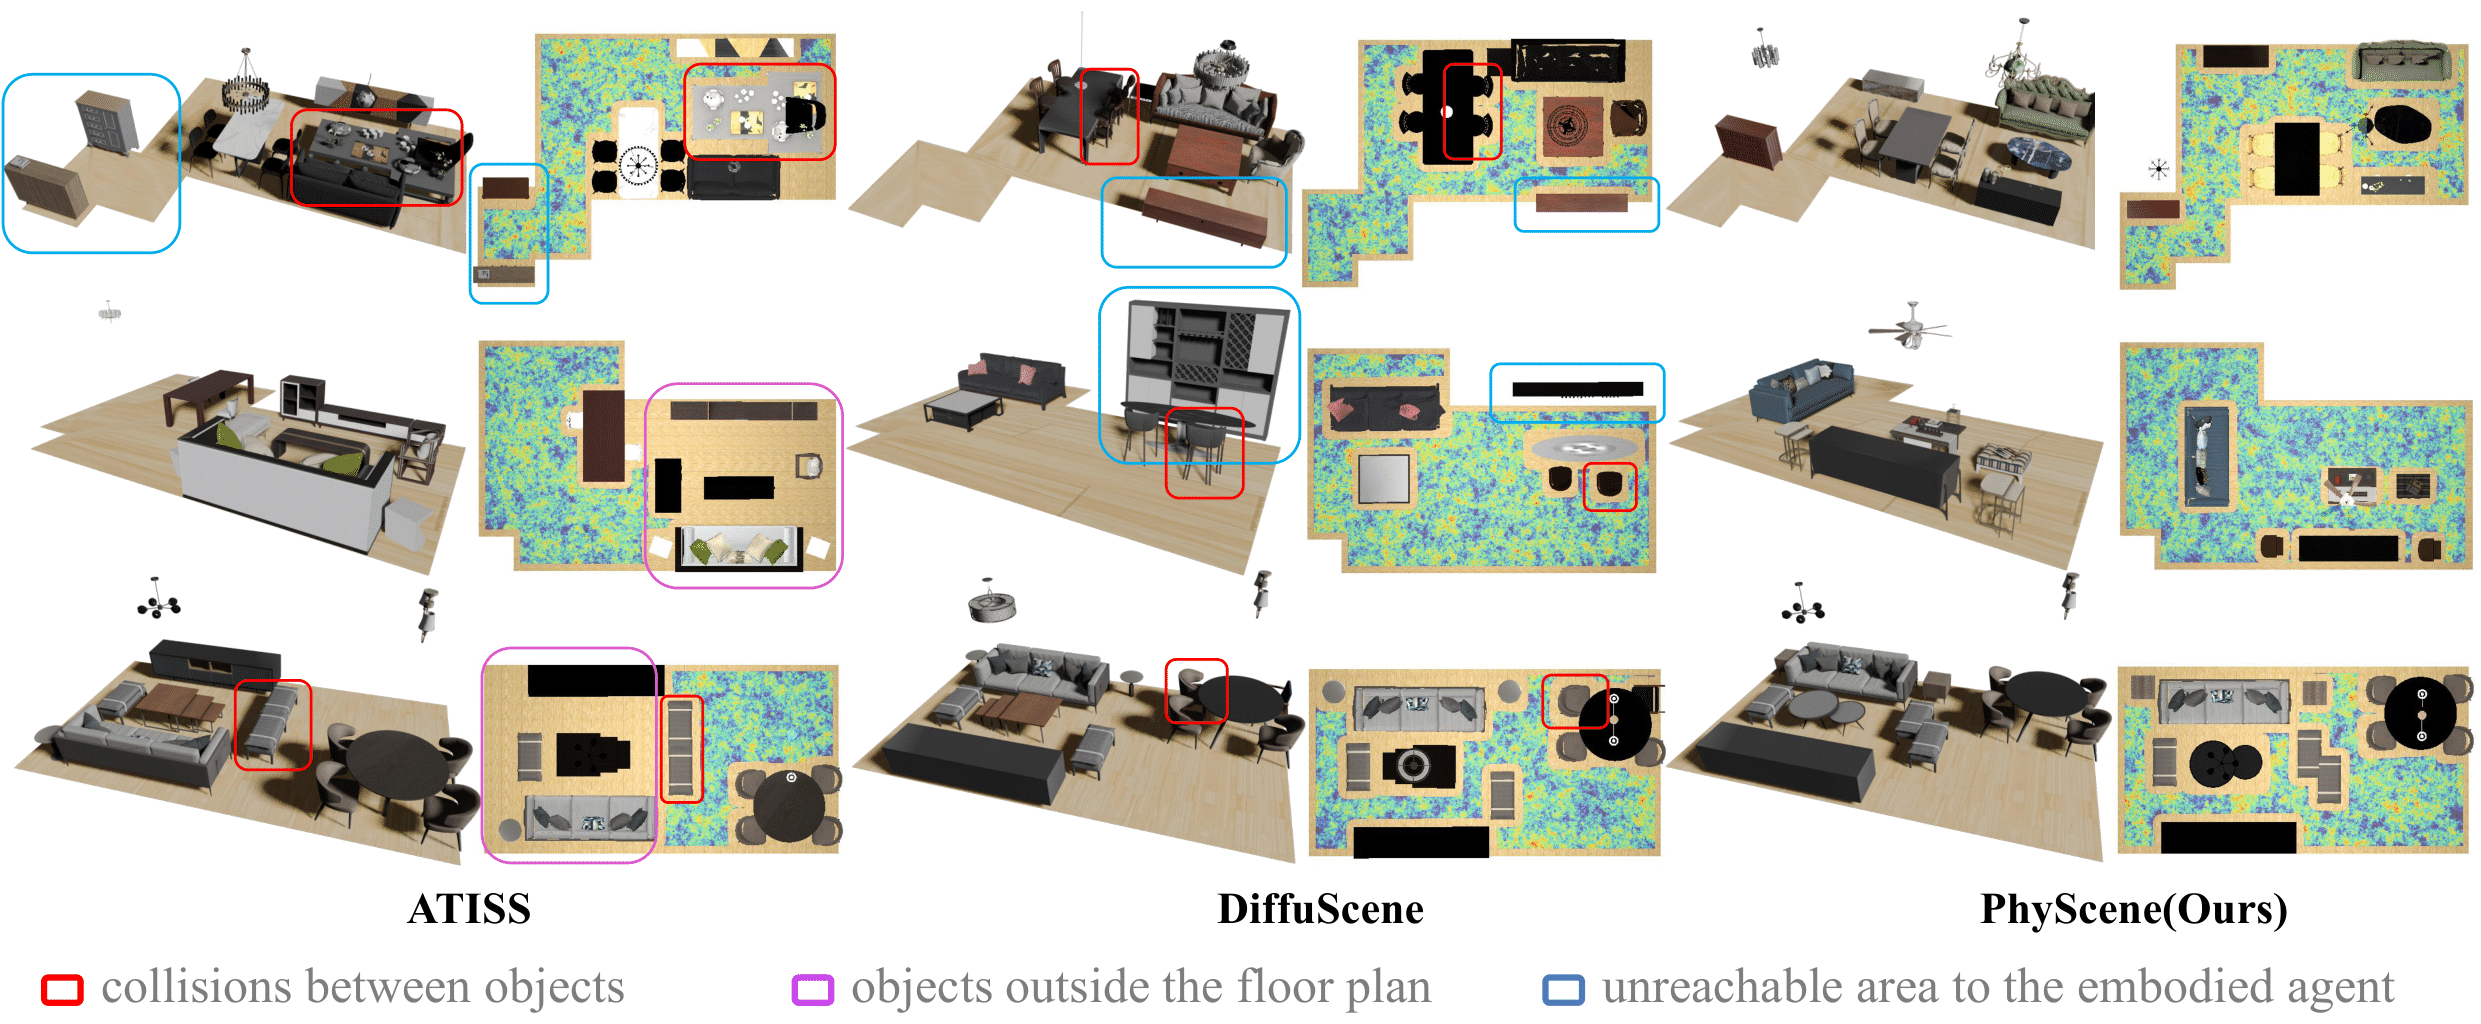 ATISS DiffuScene PhyScene(Ours)
collisions between objects objects outside the floor plan unreachable area to the embodied agent